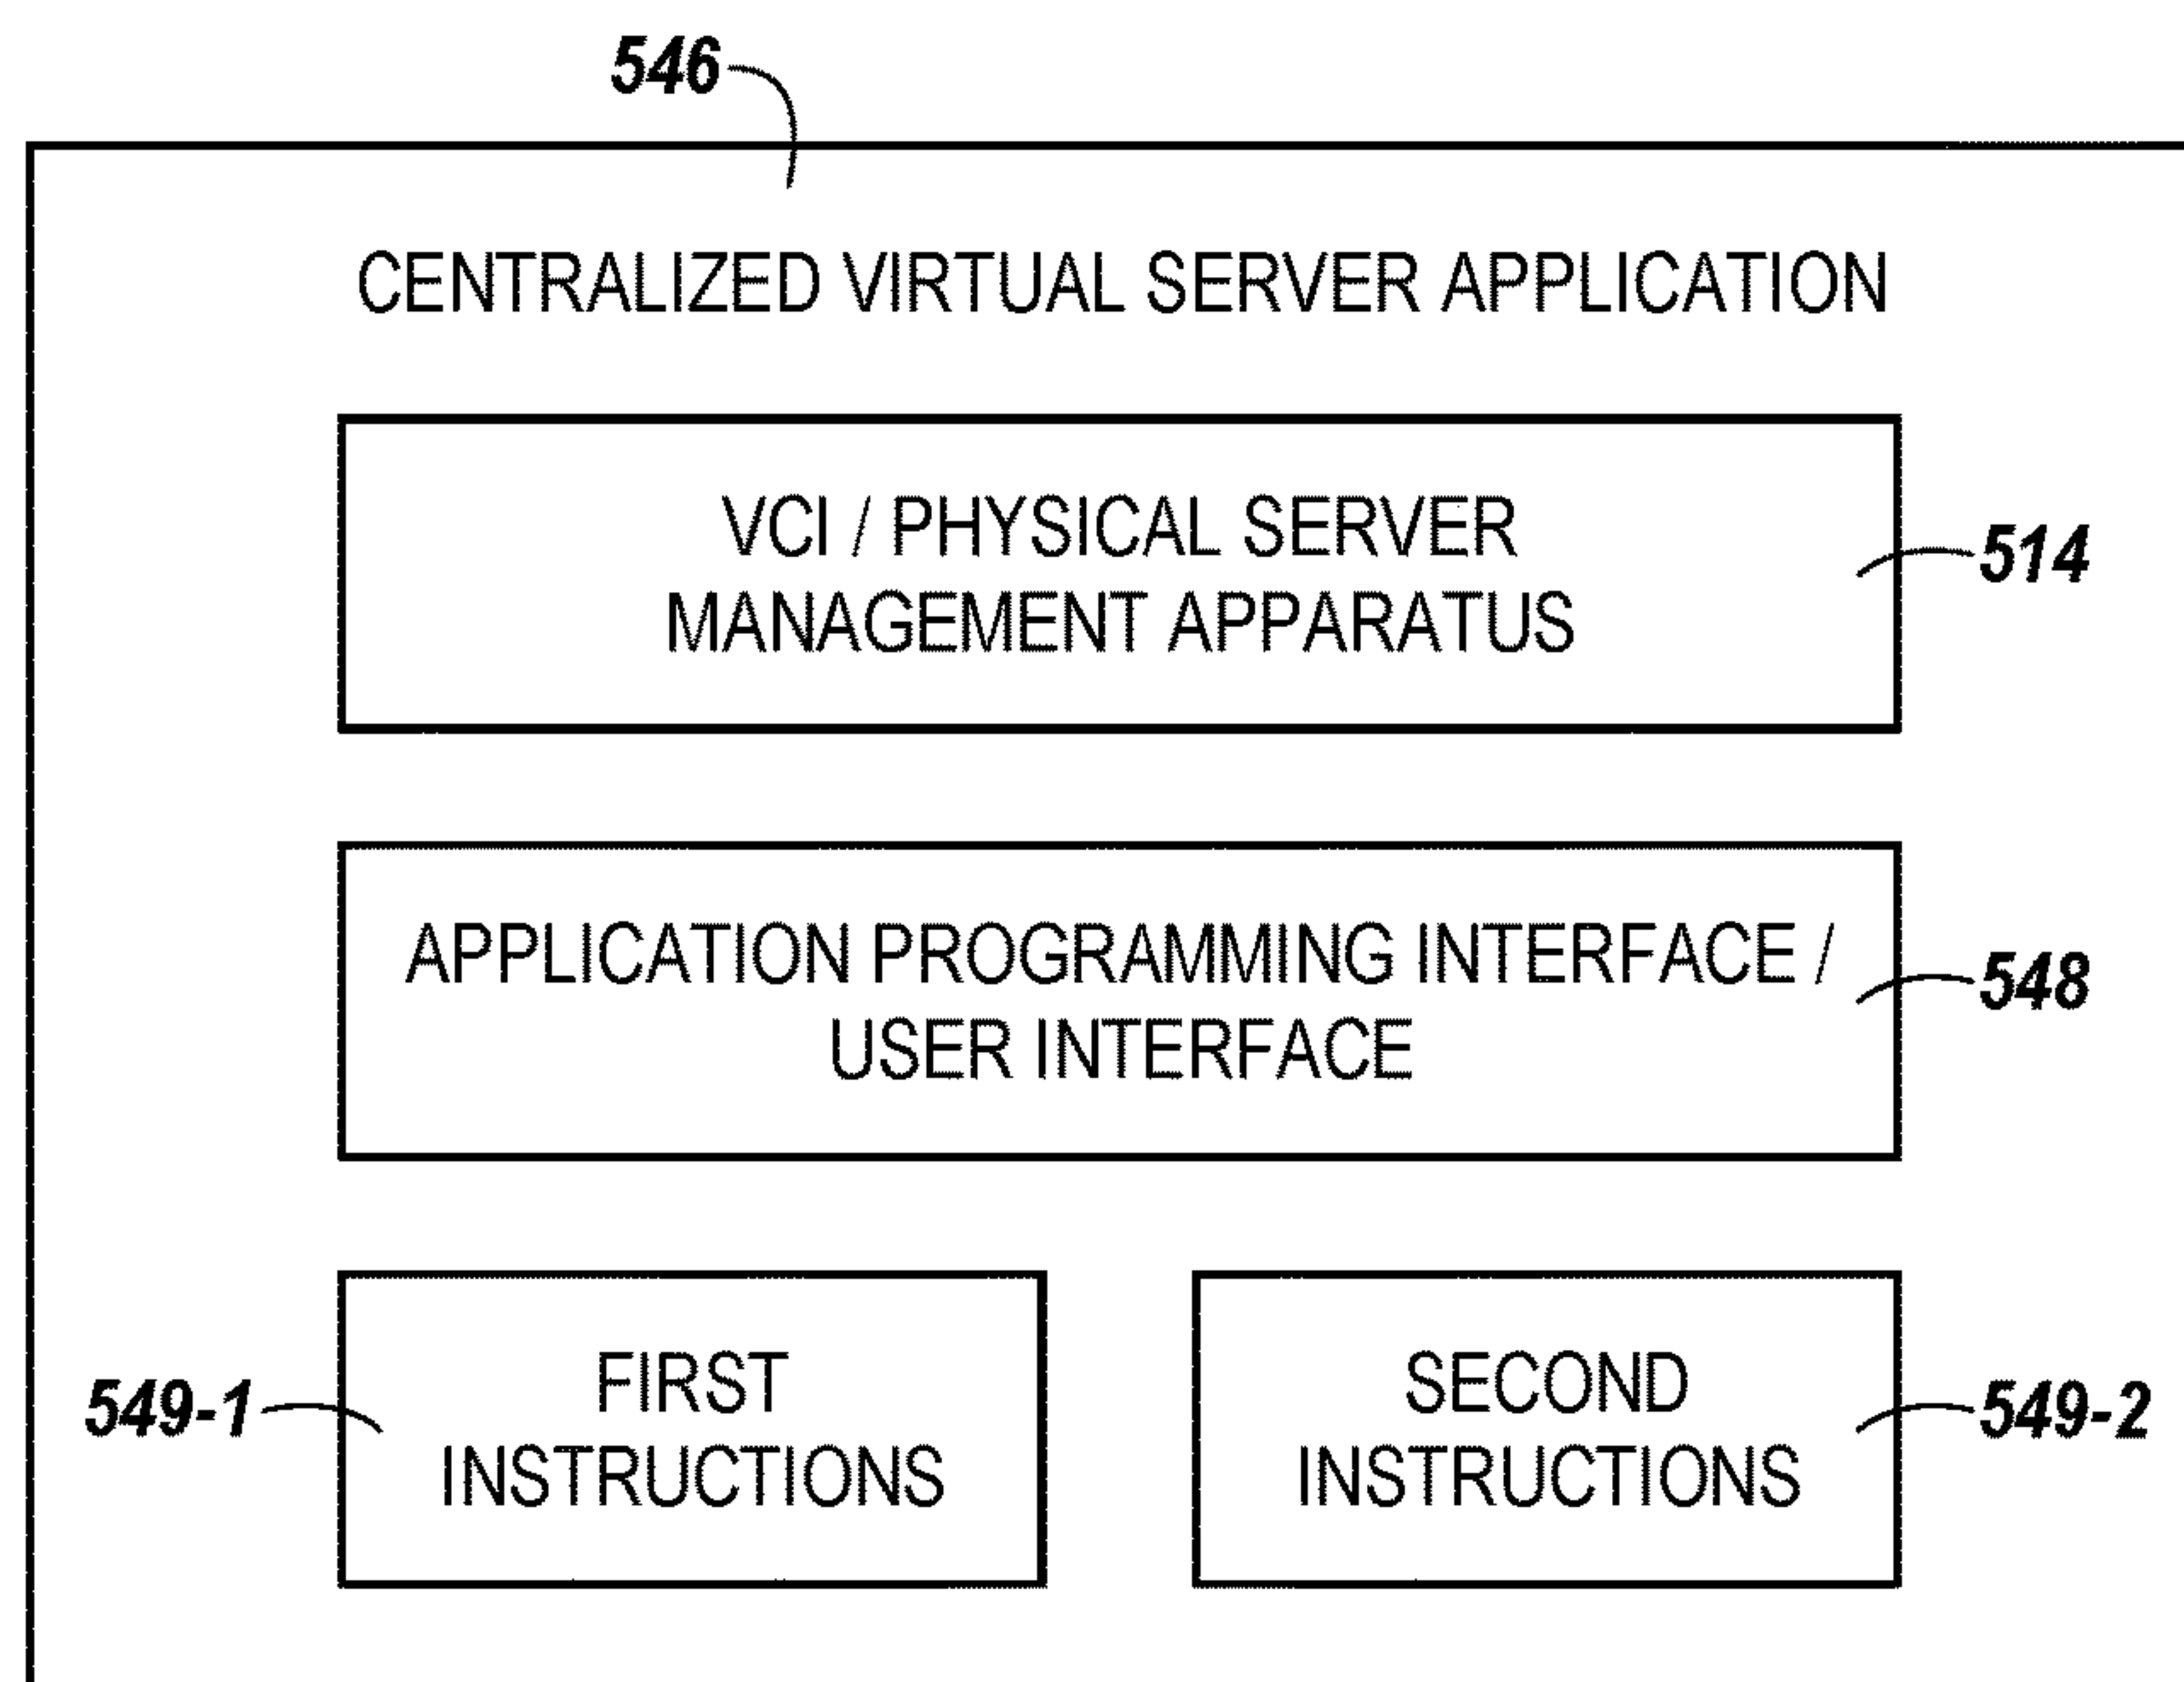 546
CENTRALIZED VIRTUAL SERVER APPLICATION
VCI / PHYSICAL SERVER
MANAGEMENT APPARATUS
514
APPLICATION PROGRAMMING INTERFACE /
USER INTERFACE
548
549-1
FIRST
INSTRUCTIONS
SECOND
INSTRUCTIONS
549-2